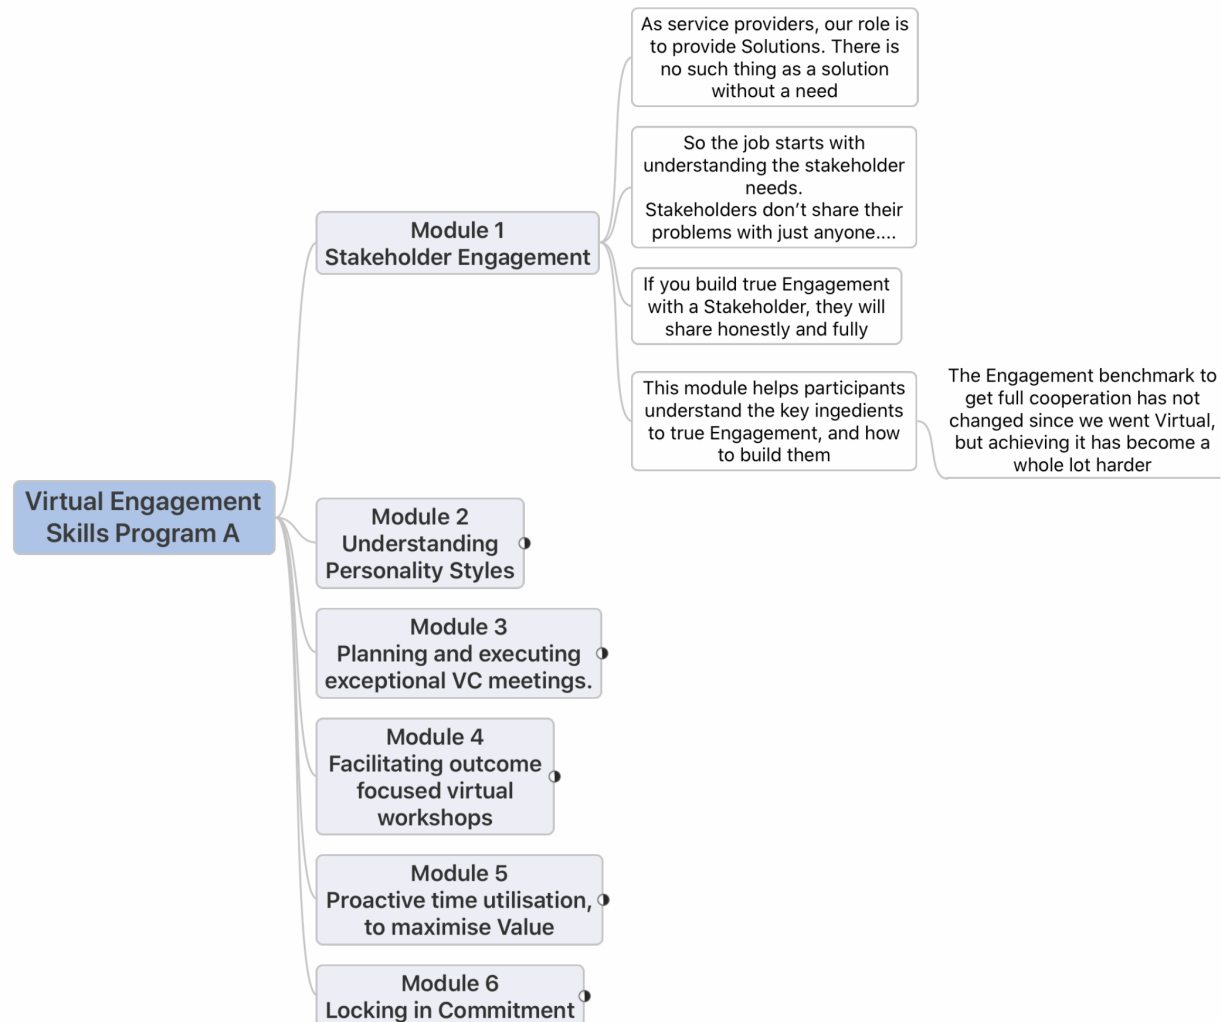 As service providers, our role is
to provide Solutions. There is
no such thing as a solution
without a need
So the job starts with
understanding the stakeholder
needs.
Stakeholders don’t share their
problems with just anyone....
Module 1
Stakeholder Engagement
If you build true Engagement
with a Stakeholder, they will
share honestly and fully
This module helps participants
understand the key ingedients
to true Engagement, and how
to build them
The Engagement benchmark to
get full cooperation has not
changed since we went Virtual,
but achieving it has become a
whole lot harder
Virtual Engagement
Skills Program A
Module 2
Understanding
Personality Styles
Module 3
Planning and executing
exceptional VC meetings.
Module 4
Facilitating outcome
focused virtual
workshops
Module 5
Proactive time utilisation,
to maximise Value
Module 6
Locking in Commitment